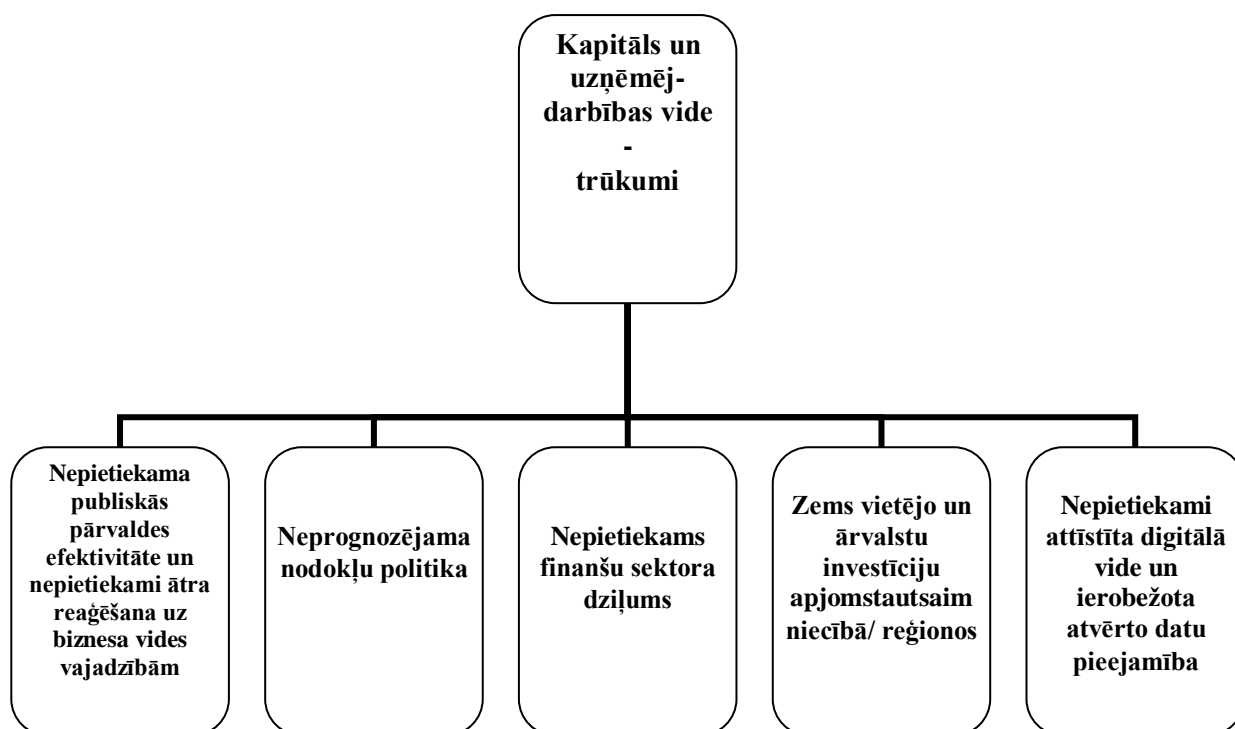 Kapitāls un
uzņēmēj-
darbības vide
-
trūkumi
Nepietiekama
publiskās
pārvaldes
efektivitāte un
nepietiekami ātra
reaģēšana uz
biznesa vides
vajadzībām
Neprognozējama
nodokļu politika
Nepietiekams
finanšu sektora
dziļums
Zems vietējo un
ārvalstu
investīciju
apjomstautsaim
niecībā/ reģionos
Nepietiekami
attīstīta digitālā
vide un
ierobežota
atvērto datu
pieejamība